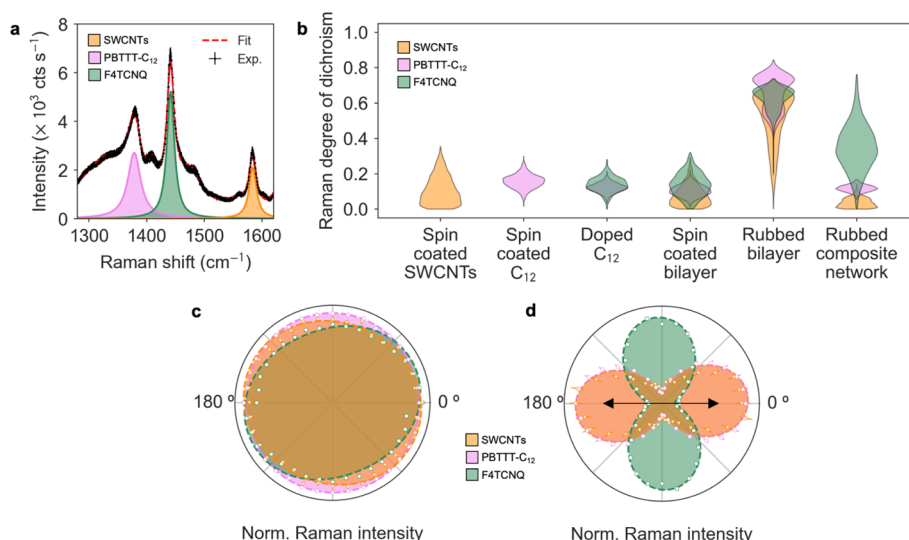 a
SWCNTs
PBTTT-C₁₂
F4TCNQ
Fit
Exp.
Intensity (× 10³ cts s⁻¹)
8
6
4
2
0
1300
1400
1500
1600
Raman shift (cm⁻¹)
b
SWCNTs
PBTTT-C₁₂
F4TCNQ
Raman degree of dichroism
1.0
0.8
0.6
0.4
0.2
0.0
Spin
coated
SWCNTs
Spin
coated
C₁₂
Doped
C₁₂
Spin
coated
bilayer
Rubbed
bilayer
Rubbed
composite
network
c
180 º
0 º
Norm. Raman intensity
SWCNTs
PBTTT-C₁₂
F4TCNQ
d
180 º
0 º
Norm. Raman intensity